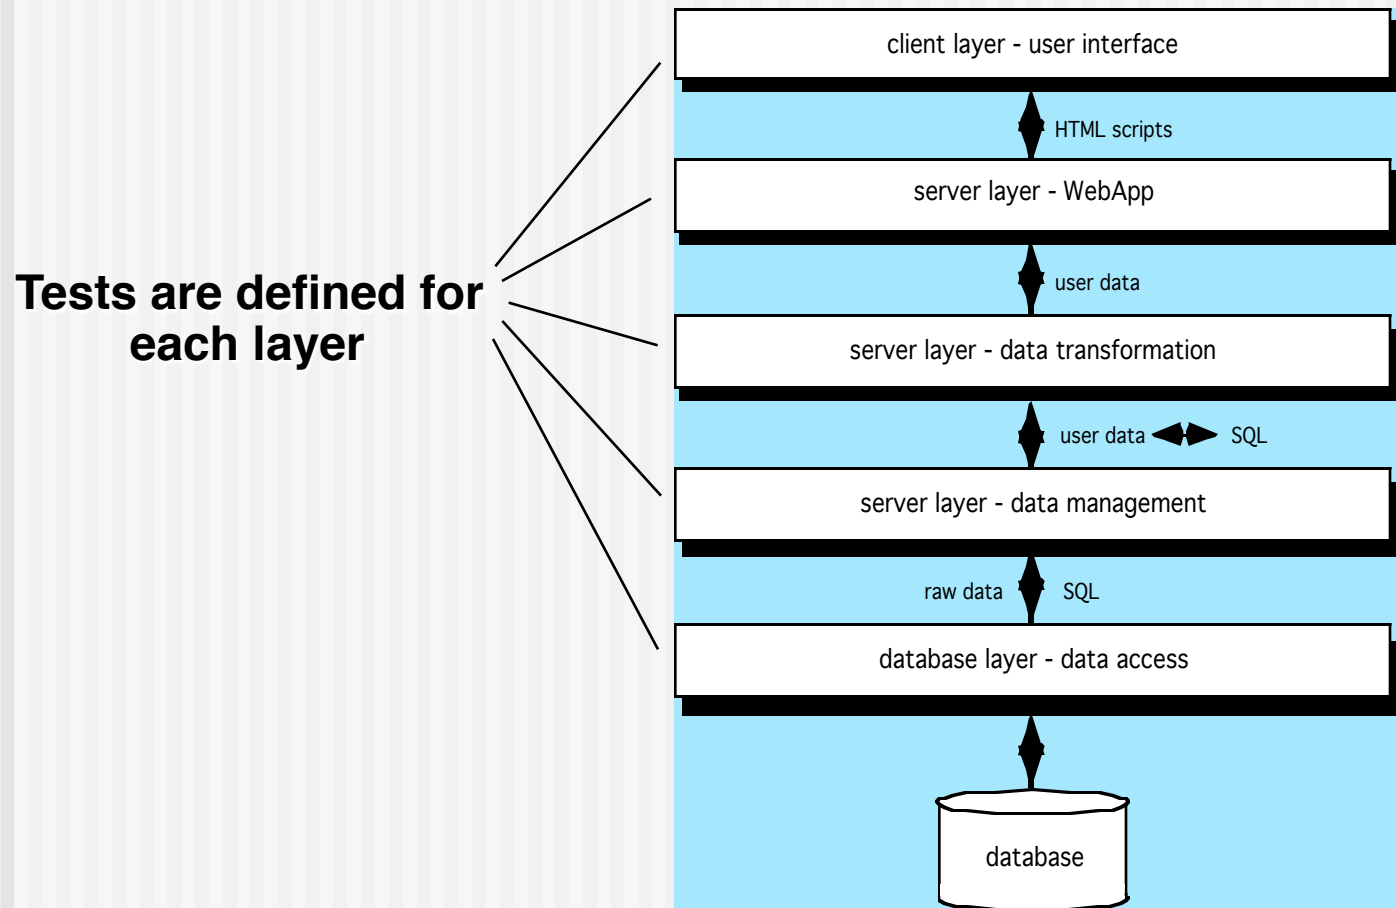 client layer - user interface
HTML scripts
server layer - WebApp
user data
Tests are defined for
each layer
server layer - data transformation
user data SQL
server layer - data management
raw data SQL
database layer - data access
database